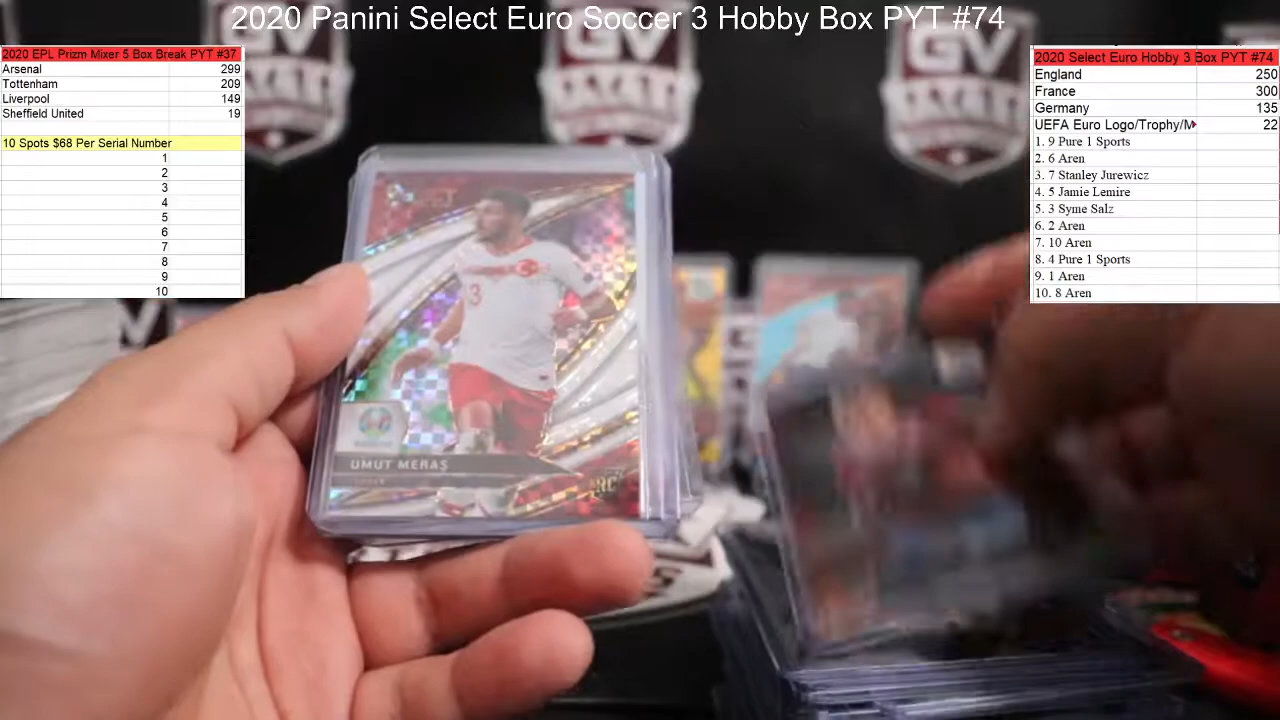 2020 Panini Select Euro Soccer 3 Hobby Box PYT #74
2020 EPL Prizm Mixer 5 Box Break PYT #37
Arsenal 299
Tottenham 209
Liverpool 149
Sheffield United 19
10 Spots $68 Per Serial Number
1
2
3
4
5
6
7
8
9
10
2020 Select Euro Hobby 3 Box PYT #74
England 250
France 300
Germany 135
UEFA Euro Logo/Trophy/M 22
1. 9 Pure 1 Sports
2. 6 Aren
3. 7 Stanley Jurewicz
4. 5 Jamie Lemire
5. 3 Syme Salz
6. 2 Aren
7. 10 Aren
8. 4 Pure 1 Sports
9. 1 Aren
10. 8 Aren
GV
GV
GV
3
UMUT MERAŞ
RC